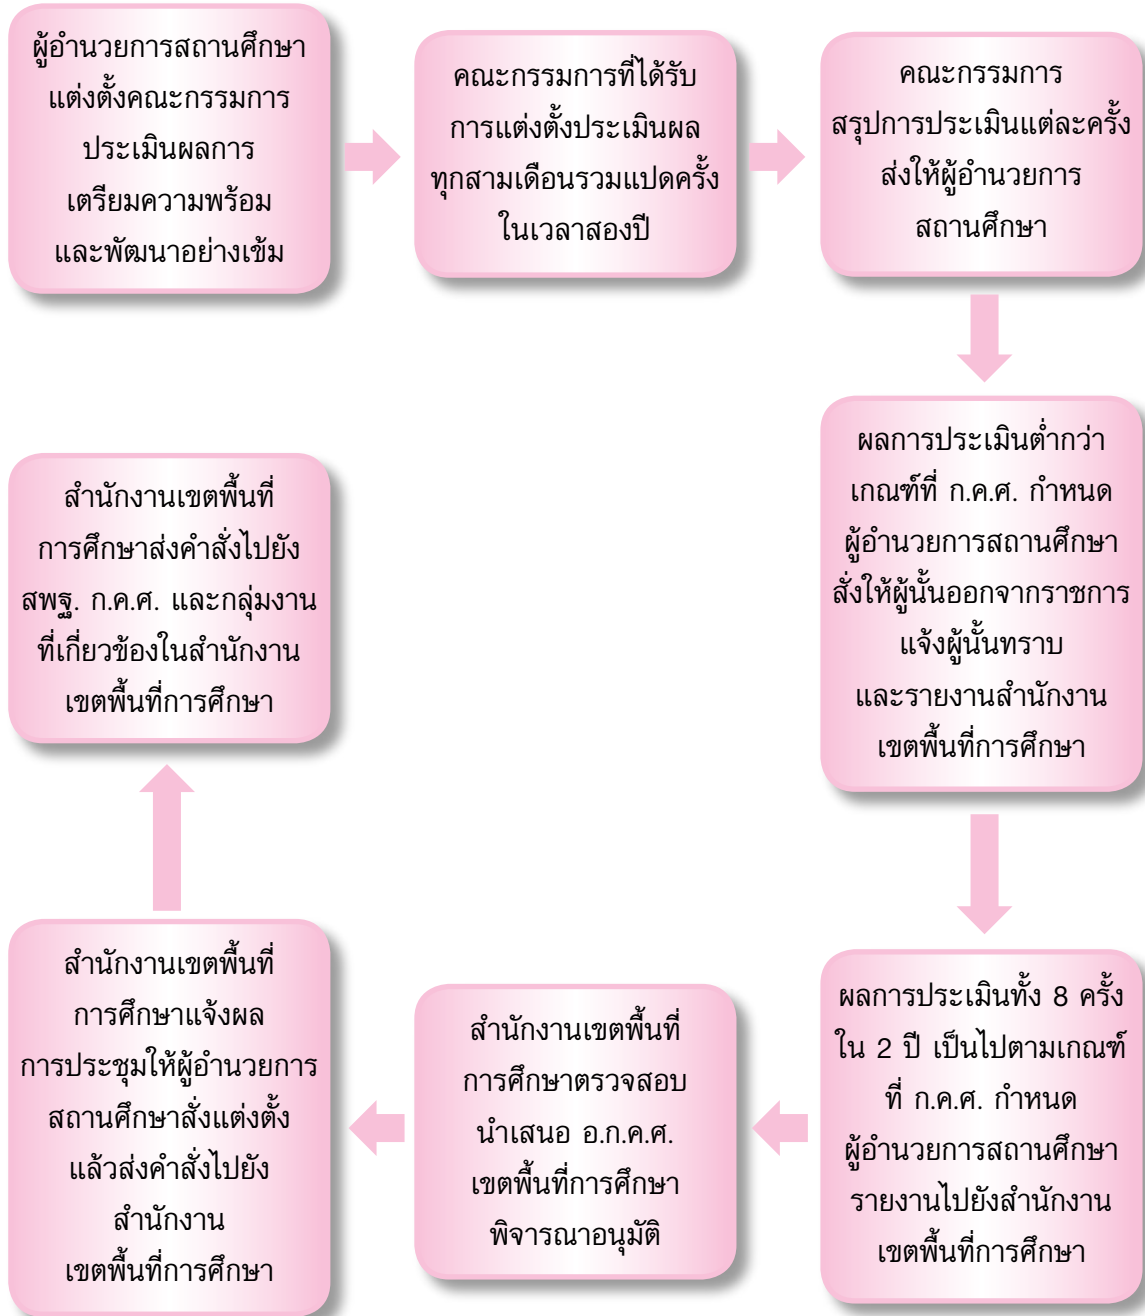 ผู้อำนวยการสถานศึกษา
แต่งตั้งคณะกรรมการ
ประเมินผลการ
เตรียมความพร้อม
และพัฒนาอย่างเข้ม
คณะกรรมการที่ได้รับ
การแต่งตั้งประเมินผล
ทุกสามเดือนรวมแปดครั้ง
ในเวลาสองปี
คณะกรรมการ
สรุปการประเมินแต่ละครั้ง
ส่งให้ผู้อำนวยการ
สถานศึกษา
ผลการประเมินต่ำกว่า
เกณฑ์ที่ ก.ค.ศ. กำหนด
ผู้อำนวยการสถานศึกษา
สั่งให้ผู้นั้นออกจากราชการ
แจ้งผู้นั้นทราบ
และรายงานสำนักงาน
เขตพื้นที่การศึกษา
ผลการประเมินทั้ง 8 ครั้ง
ใน 2 ปี เป็นไปตามเกณฑ์
ที่ ก.ค.ศ. กำหนด
ผู้อำนวยการสถานศึกษา
รายงานไปยังสำนักงาน
เขตพื้นที่การศึกษา
สำนักงานเขตพื้นที่
การศึกษาตรวจสอบ
นำเสนอ อ.ก.ค.ศ.
เขตพื้นที่การศึกษา
พิจารณาอนุมัติ
สำนักงานเขตพื้นที่
การศึกษาแจ้งผล
การประชุมให้ผู้อำนวยการ
สถานศึกษาสั่งแต่งตั้ง
แล้วส่งคำสั่งไปยัง
สำนักงาน
เขตพื้นที่การศึกษา
สำนักงานเขตพื้นที่
การศึกษาส่งคำสั่งไปยัง
สพฐ. ก.ค.ศ. และกลุ่มงาน
ที่เกี่ยวข้องในสำนักงาน
เขตพื้นที่การศึกษา